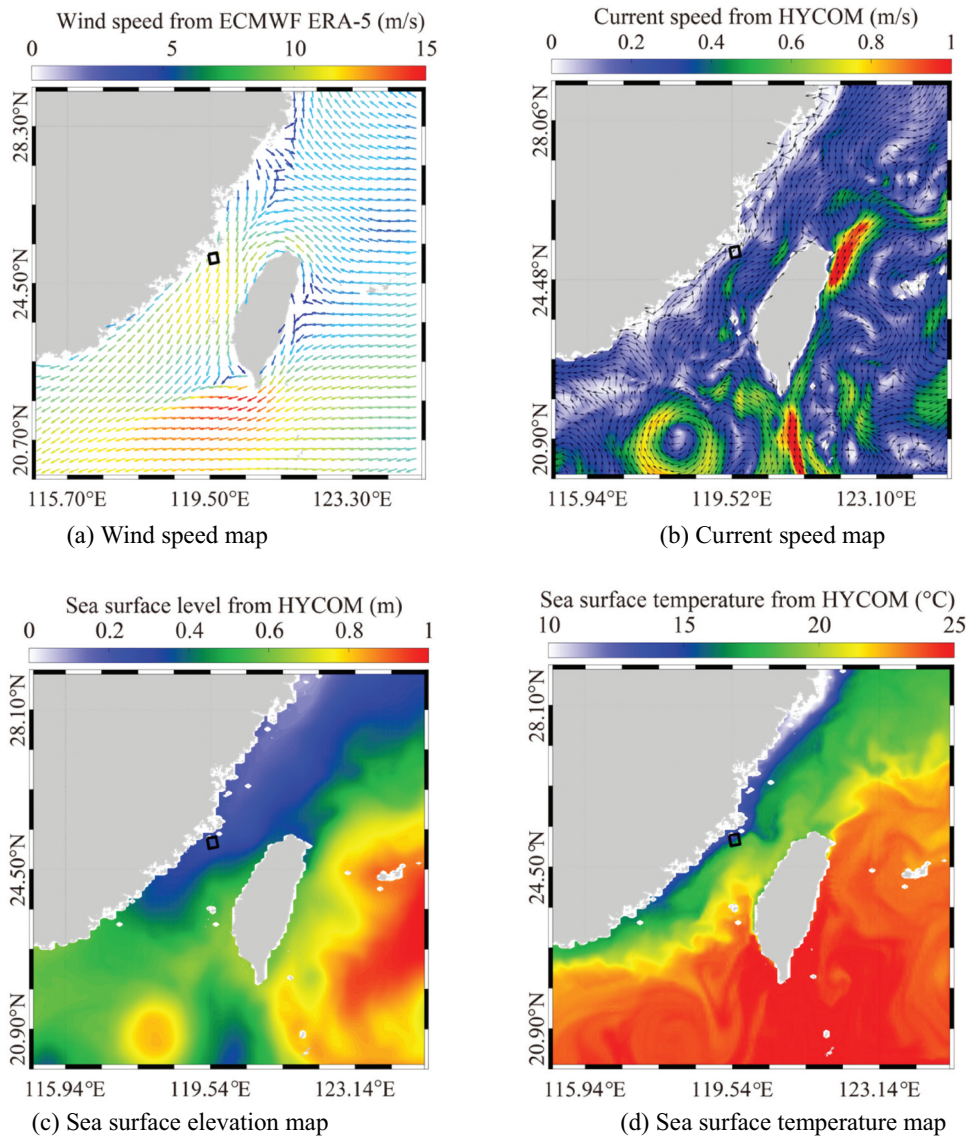 Wind speed from ECMWF ERA-5 (m/s)
0 5 10 15
28.30°N
24.50°N
20.70°N
115.70°E 119.50°E 123.30°E
(a) Wind speed map
Current speed from HYCOM (m/s)
0 0.2 0.4 0.6 0.8 1
28.06°N
24.48°N
20.90°N
115.94°E 119.52°E 123.10°E
(b) Current speed map
Sea surface level from HYCOM (m)
0 0.2 0.4 0.6 0.8 1
28.10°N
24.50°N
20.90°N
115.94°E 119.54°E 123.14°E
(c) Sea surface elevation map
Sea surface temperature from HYCOM (°C)
10 15 20 25
28.10°N
24.50°N
20.90°N
115.94°E 119.54°E 123.14°E
(d) Sea surface temperature map